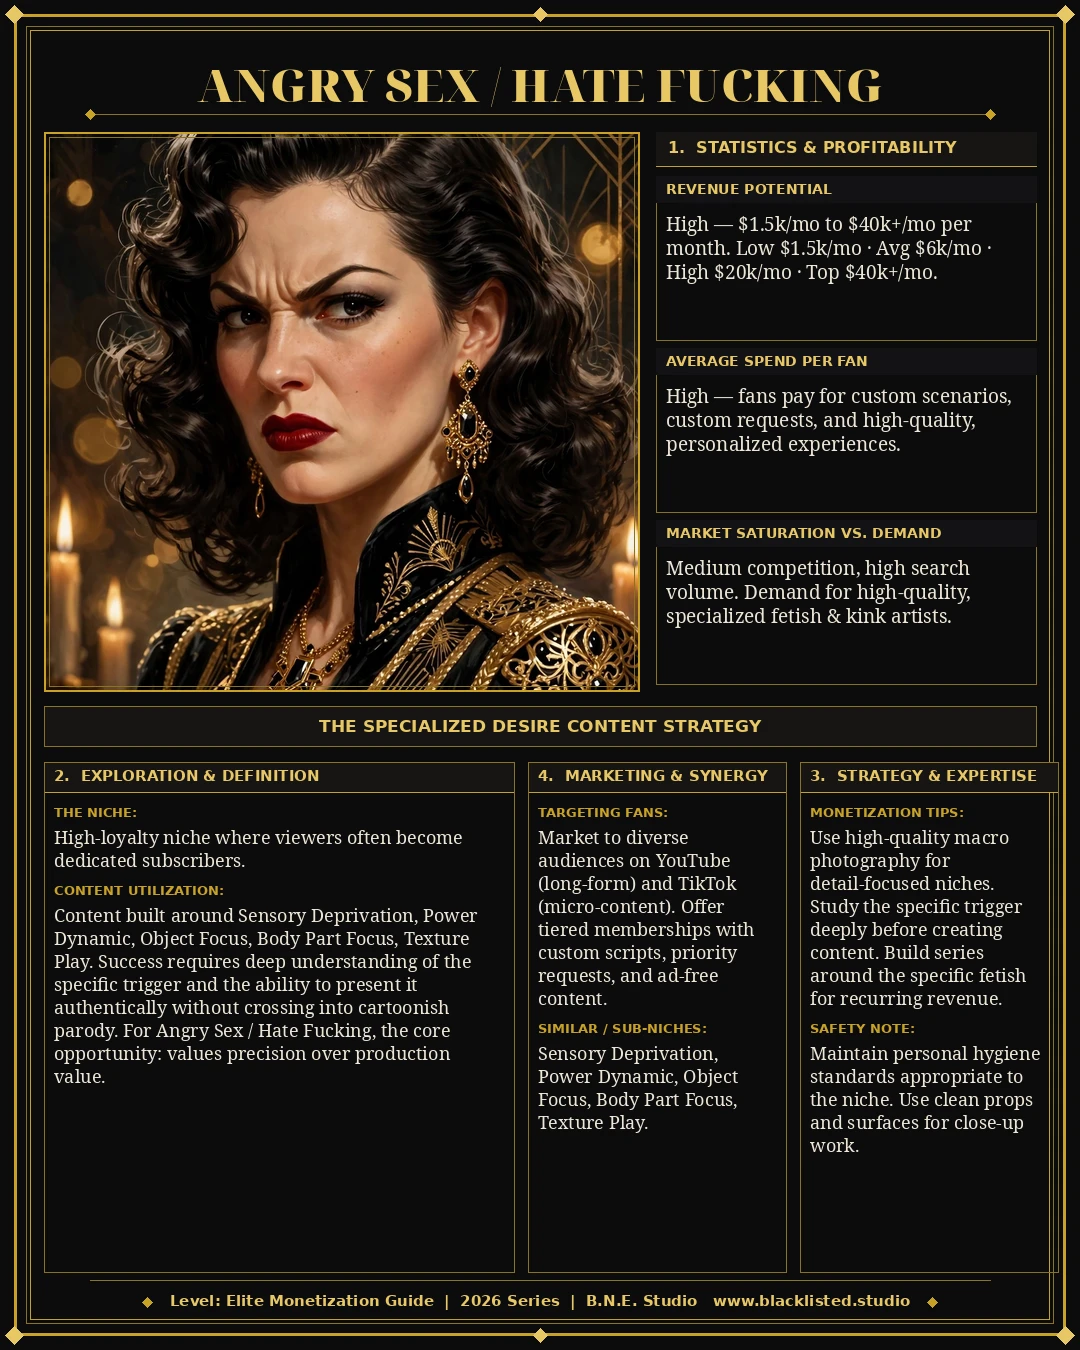 ANGRY SEX / HATE FUCKING
1. STATISTICS & PROFITABILITY
REVENUE POTENTIAL
High — $1.5k/mo to $40k+/mo per
month. Low $1.5k/mo · Avg $6k/mo ·
High $20k/mo · Top $40k+/mo.
AVERAGE SPEND PER FAN
High — fans pay for custom scenarios,
custom requests, and high-quality,
personalized experiences.
MARKET SATURATION VS. DEMAND
Medium competition, high search
volume. Demand for high-quality,
specialized fetish & kink artists.
THE SPECIALIZED DESIRE CONTENT STRATEGY
2. EXPLORATION & DEFINITION
THE NICHE:
High-loyalty niche where viewers often become
dedicated subscribers.
CONTENT UTILIZATION:
Content built around Sensory Deprivation, Power
Dynamic, Object Focus, Body Part Focus, Texture
Play. Success requires deep understanding of the
specific trigger and the ability to present it
authentically without crossing into cartoonish
parody. For Angry Sex / Hate Fucking, the core
opportunity: values precision over production
value.
4. MARKETING & SYNERGY
TARGETING FANS:
Market to diverse
audiences on YouTube
(long-form) and TikTok
(micro-content). Offer
tiered memberships with
custom scripts, priority
requests, and ad-free
content.
SIMILAR / SUB-NICHES:
Sensory Deprivation,
Power Dynamic, Object
Focus, Body Part Focus,
Texture Play.
3. STRATEGY & EXPERTISE
MONETIZATION TIPS:
Use high-quality macro
photography for
detail-focused niches.
Study the specific trigger
deeply before creating
content. Build series
around the specific fetish
for recurring revenue.
SAFETY NOTE:
Maintain personal hygiene
standards appropriate to
the niche. Use clean props
and surfaces for close-up
work.
Level: Elite Monetization Guide | 2026 Series | B.N.E. Studio www.blacklisted.studio